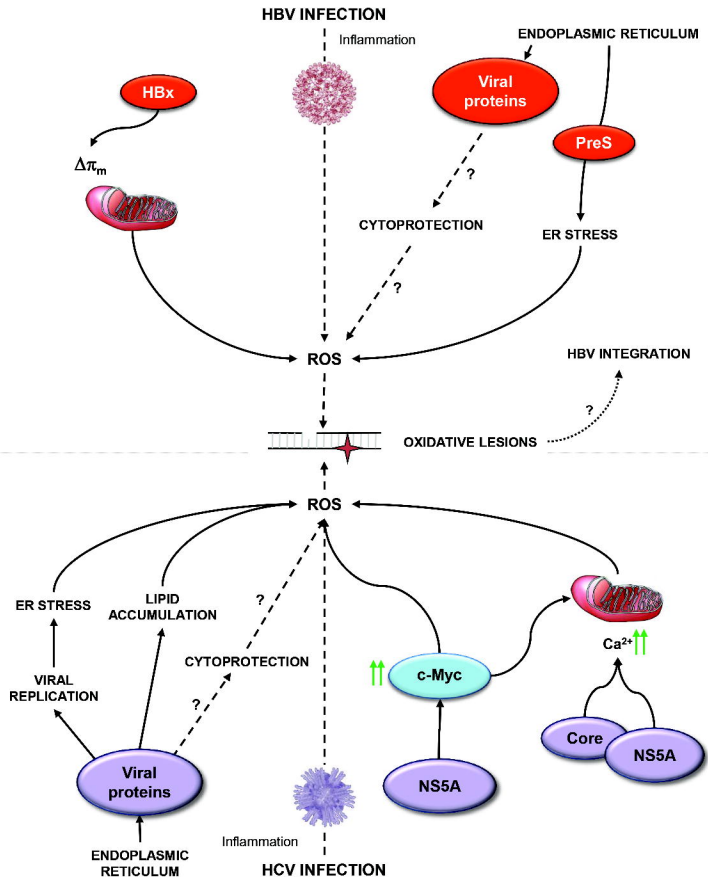 HBV INFECTION
Inflammation
ENDOPLASMIC RETICULUM
HBx
Viral
proteins
PreS
Δπm
?
CYTOPROTECTION
ER STRESS
?
ROS
HBV INTEGRATION
?
OXIDATIVE LESIONS
ROS
ER STRESS
LIPID
ACCUMULATION
?
CYTOPROTECTION
VIRAL
REPLICATION
?
c-Myc
Ca2+
Core
NS5A
Viral
proteins
NS5A
Inflammation
ENDOPLASMIC
RETICULUM
HCV INFECTION